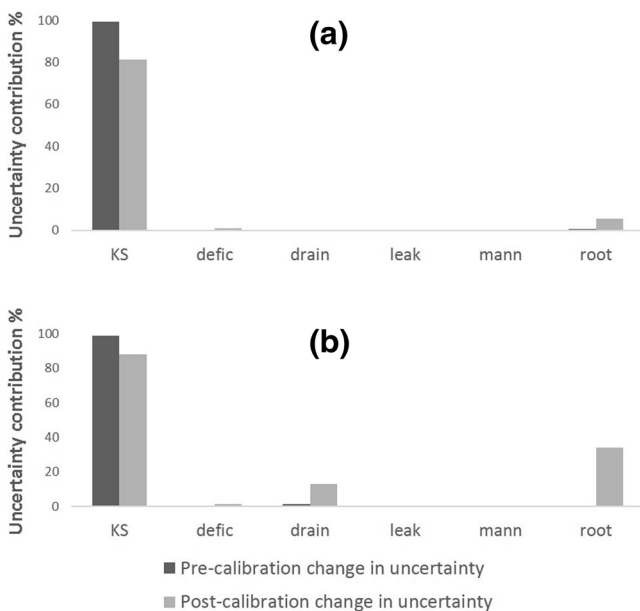 (a)
Uncertainty contribution %
100
80
60
40
20
0
KS defic drain leak mann root
(b)
Uncertainty contribution %
100
80
60
40
20
0
KS defic drain leak mann root
Pre-calibration change in uncertainty
Post-calibration change in uncertainty